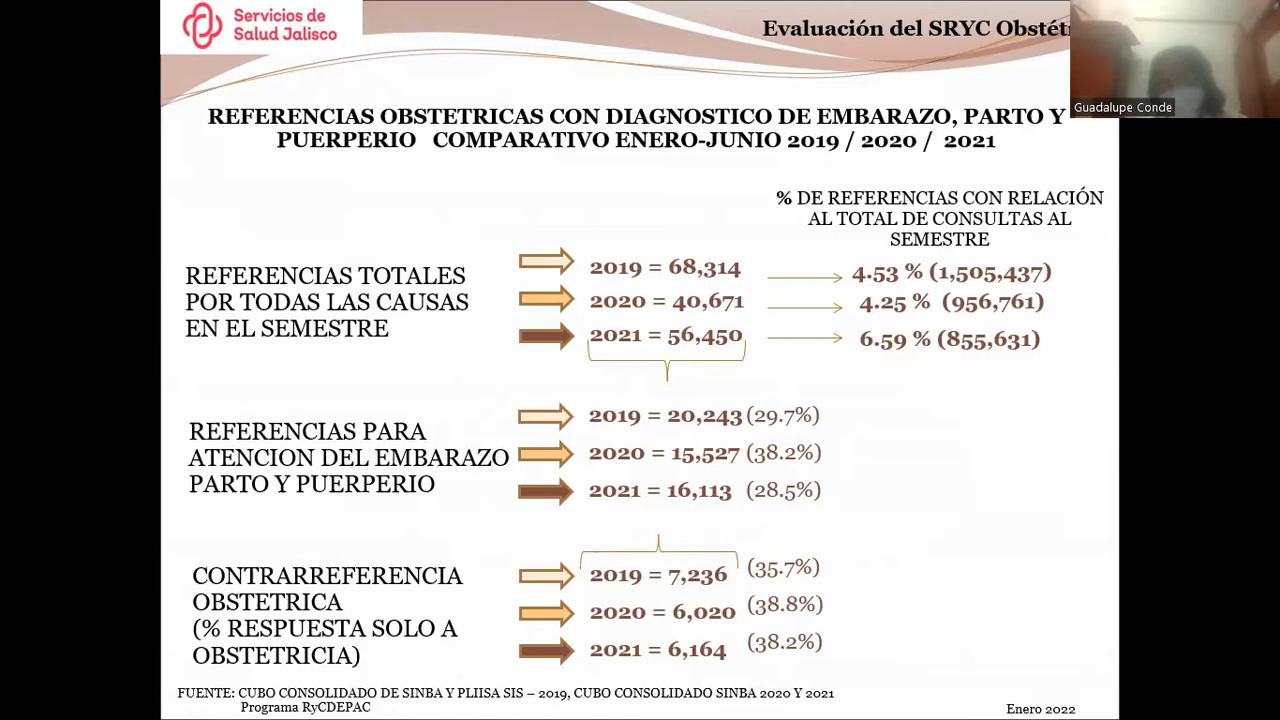 Servicios de
Salud Jalisco
Evaluación del SRYC
Guadalupe Conde
REFERENCIAS OBSTETRICAS CON DIAGNOSTICO DE EMBARAZO, PARTO Y
PUERPERIO COMPARATIVO ENERO-JUNIO 2019 / 2020 / 2021
% DE REFERENCIAS CON RELACIÓN
AL TOTAL DE CONSULTAS AL
SEMESTRE
REFERENCIAS TOTALES
POR TODAS LAS CAUSAS
EN EL SEMESTRE
2019 = 68,314 4.53 % (1,505,437)
2020 = 40,671 4.25 % (956,761)
2021 = 56,450 6.59 % (855,631)
REFERENCIAS PARA
ATENCION DEL EMBARAZO
PARTO Y PUERPERIO
2019 = 20,243 (29.7%)
2020 = 15,527 (38.2%)
2021 = 16,113 (28.5%)
CONTRARREFERENCIA
OBSTETRICA
(% RESPUESTA SOLO A
OBSTETRICIA)
2019 = 7,236 (35.7%)
2020 = 6,020 (38.8%)
2021 = 6,164 (38.2%)
FUENTE: CUBO CONSOLIDADO DE SINBA Y PLIISA SIS – 2019, CUBO CONSOLIDADO SINBA 2020 Y 2021
Programa RyCDEPAC
Enero 2022